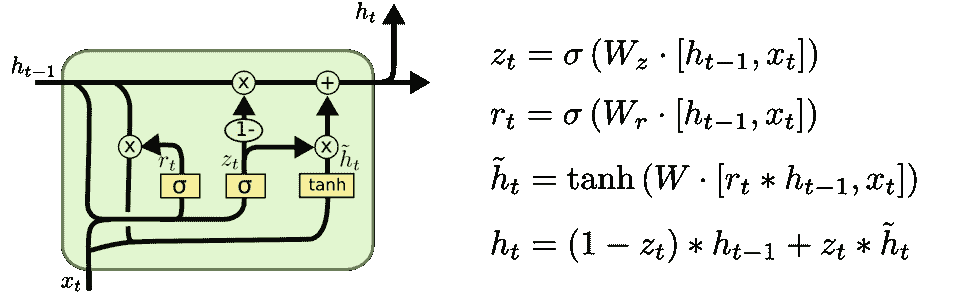 h_t
h_{t-1}
x
+
1-
x
r_t
z_t
x
h̃_t
σ
σ
tanh
x_t
z_t = σ (W_z · [h_{t-1}, x_t])
r_t = σ (W_r · [h_{t-1}, x_t])
h̃_t = tanh (W · [r_t * h_{t-1}, x_t])
h_t = (1 − z_t) * h_{t-1} + z_t * h̃_t